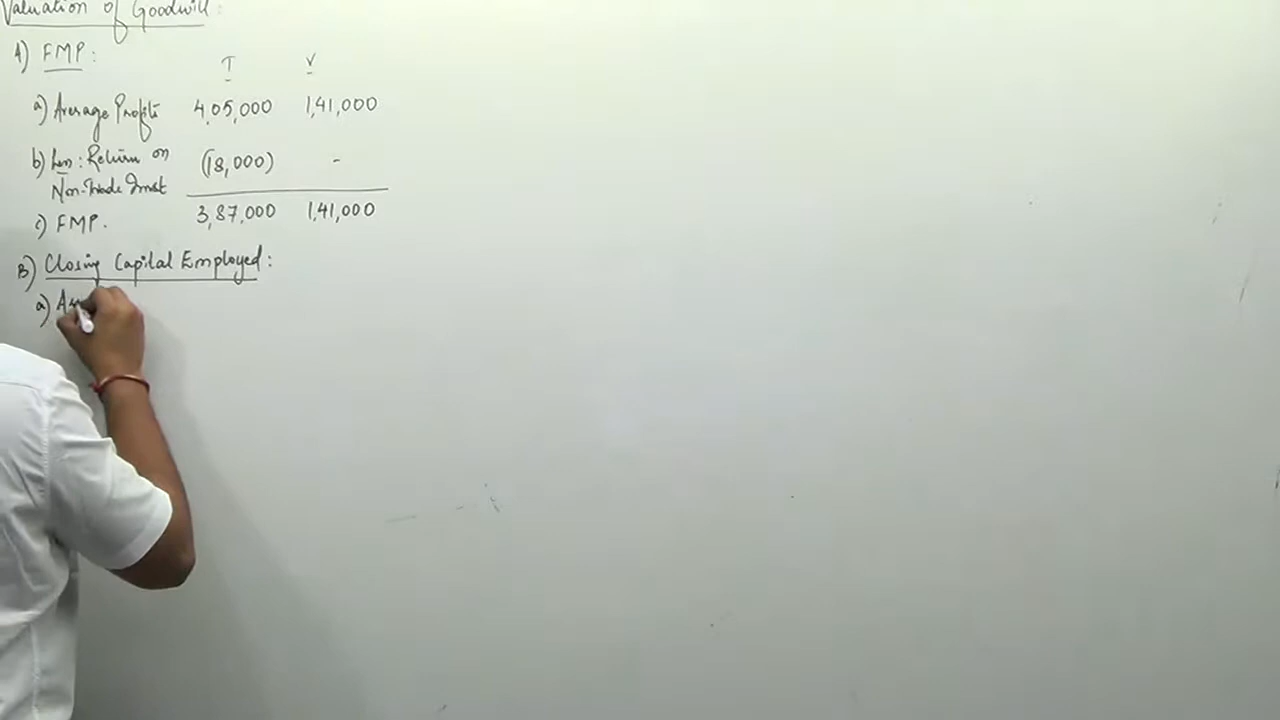 Valuation of Goodwill:
A) FMP: T V
a) Average Profits 4,05,000 1,41,000
b) Less: Return on (18,000) -
Non-Trade Invst
c) FMP. 3,87,000 1,41,000
B) Closing Capital Employed:
a)